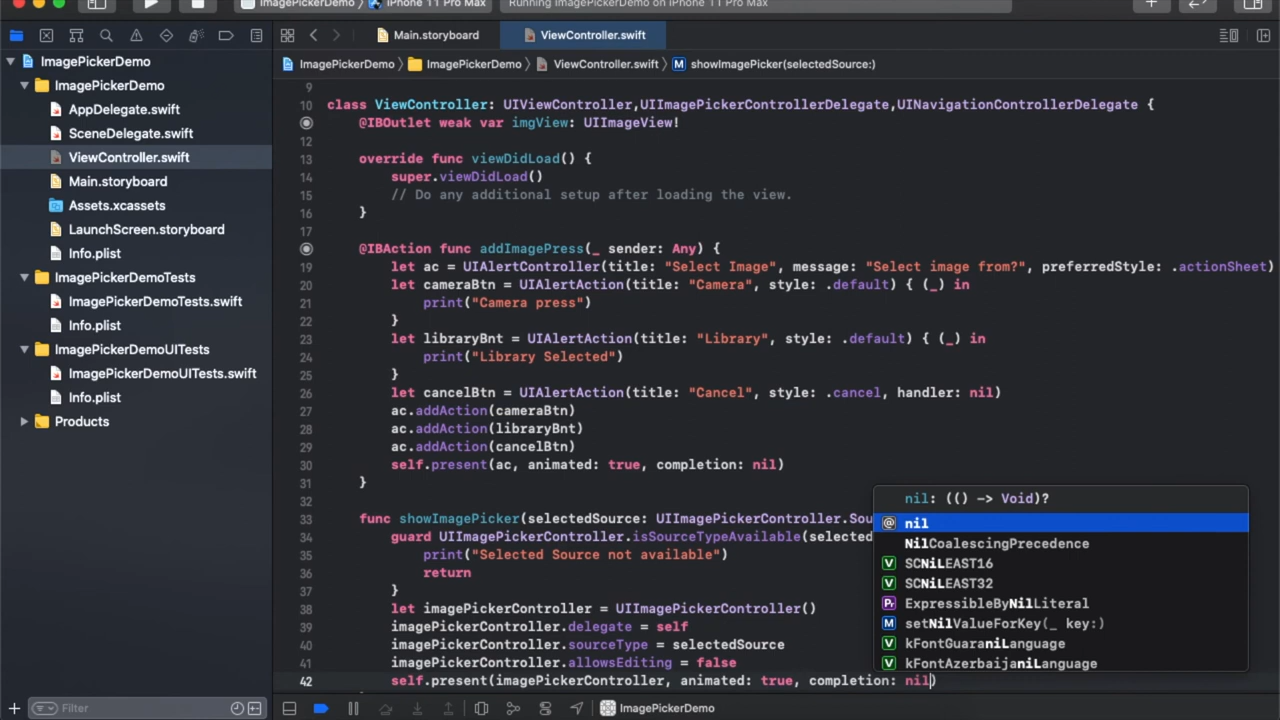 ImagePickerDemo iPhone 11 Pro Max Running ImagePickerDemo on iPhone 11 Pro Max
Main.storyboard ViewController.swift
ImagePickerDemo ImagePickerDemo ViewController.swift M showImagePicker(selectedSource:)
ImagePickerDemo
ImagePickerDemo
AppDelegate.swift
SceneDelegate.swift
ViewController.swift
Main.storyboard
Assets.xcassets
LaunchScreen.storyboard
Info.plist
ImagePickerDemoTests
ImagePickerDemoTests.swift
Info.plist
ImagePickerDemoUITests
ImagePickerDemoUITests.swift
Info.plist
Products
9
10 class ViewController: UIViewController,UIImagePickerControllerDelegate,UINavigationControllerDelegate {
@IBOutlet weak var imgView: UIImageView!
12
13 override func viewDidLoad() {
14 super.viewDidLoad()
15 // Do any additional setup after loading the view.
16 }
17
@IBAction func addImagePress(_ sender: Any) {
19 let ac = UIAlertController(title: "Select Image", message: "Select image from?", preferredStyle: .actionSheet)
20 let cameraBtn = UIAlertAction(title: "Camera", style: .default) { (_) in
21 print("Camera press")
22 }
23 let libraryBnt = UIAlertAction(title: "Library", style: .default) { (_) in
24 print("Library Selected")
25 }
26 let cancelBtn = UIAlertAction(title: "Cancel", style: .cancel, handler: nil)
27 ac.addAction(cameraBtn)
28 ac.addAction(libraryBnt)
29 ac.addAction(cancelBtn)
30 self.present(ac, animated: true, completion: nil)
31 }
32
33 func showImagePicker(selectedSource: UIImagePickerController.Sou
34 guard UIImagePickerController.isSourceTypeAvailable(selected
35 print("Selected Source not available")
36 return
37 }
38 let imagePickerController = UIImagePickerController()
39 imagePickerController.delegate = self
40 imagePickerController.sourceType = selectedSource
41 imagePickerController.allowsEditing = false
42 self.present(imagePickerController, animated: true, completion: nil)
nil: (() -> Void)?
@ nil
NilCoalescingPrecedence
V SCNiLEAST16
V SCNiLEAST32
Pr ExpressibleByNilLiteral
M setNilValueForKey(_ key:)
V kFontGuaraniLanguage
V kFontAzerbaijaniLanguage
Filter ImagePickerDemo